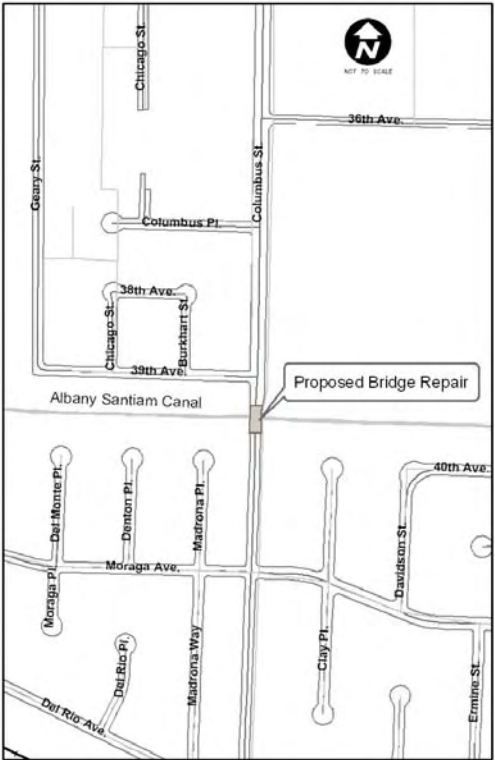 Chicago St.
N
NOT TO SCALE
36th Ave.
Geary St.
Columbus St.
Columbus Pl.
38th Ave.
Chicago St.
Burkhart St.
39th Ave.
Proposed Bridge Repair
Albany Santiam Canal
40th Ave.
Del Monte Pl.
Denton Pl.
Madrona Pl.
Davidson St.
Moraga Ave.
Moraga Pl.
Del Rio Pl.
Madrona Way
Clay Pl.
Ermine St.
Del Rio Ave.